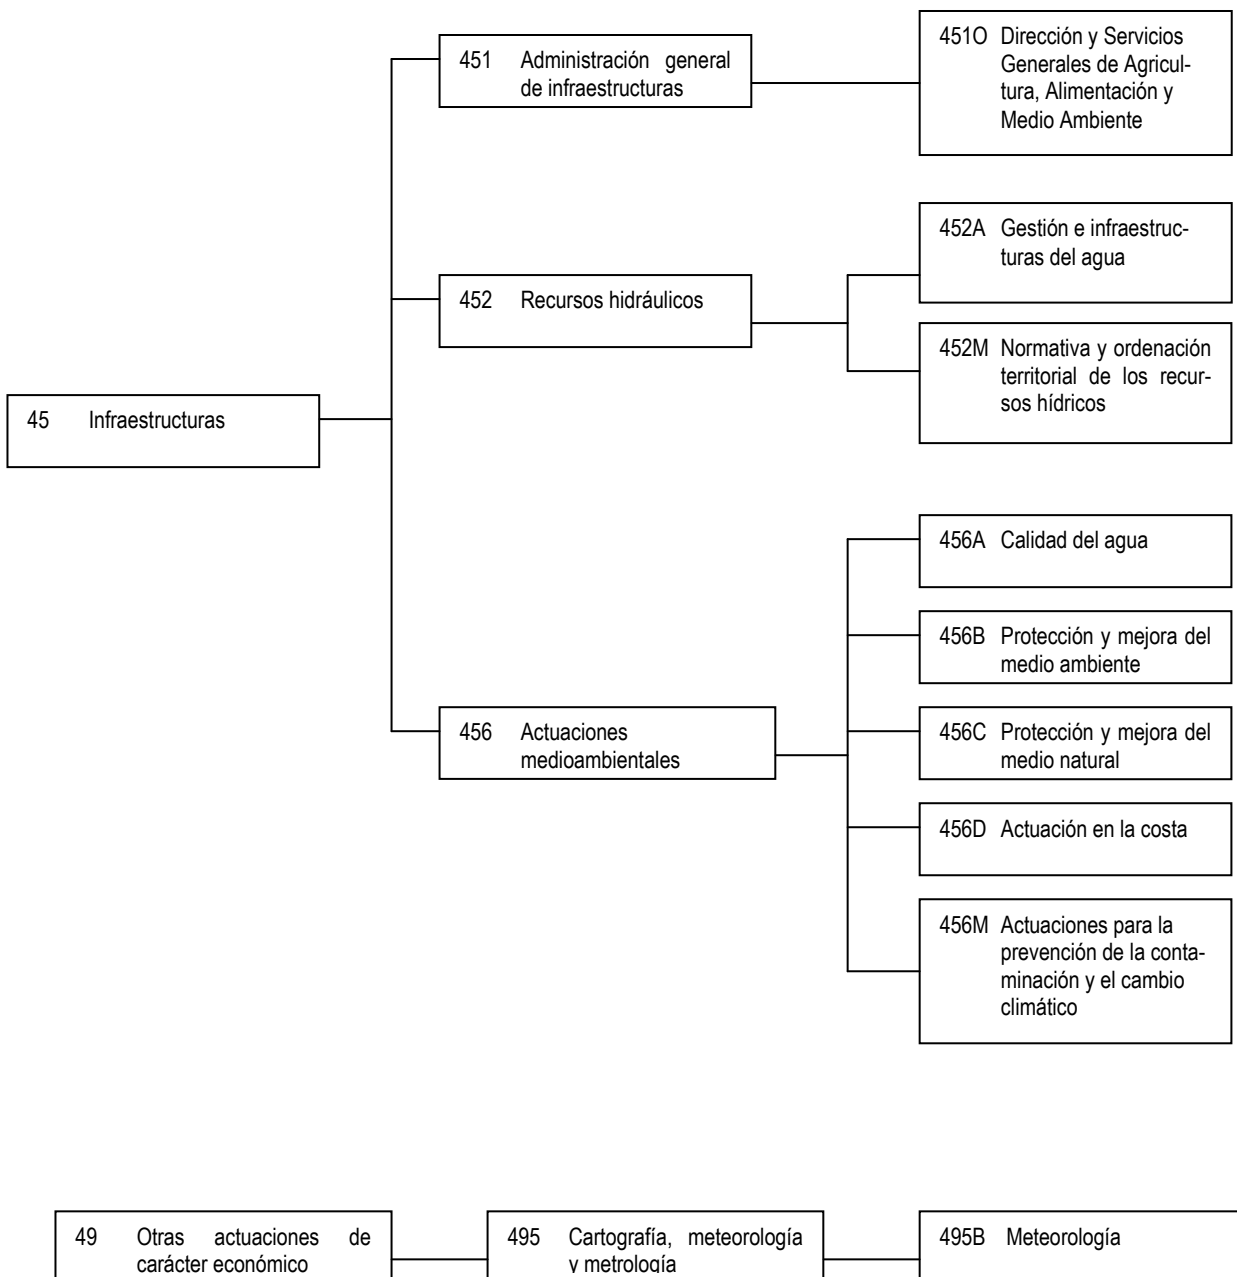 451 Administración general
de infraestructuras
451O Dirección y Servicios
Generales de Agricul-
tura, Alimentación y
Medio Ambiente
452 Recursos hidráulicos
452A Gestión e infraestruc-
turas del agua
452M Normativa y ordenación
territorial de los recur-
sos hídricos
45 Infraestructuras
456 Actuaciones
medioambientales
456A Calidad del agua
456B Protección y mejora del
medio ambiente
456C Protección y mejora del
medio natural
456D Actuación en la costa
456M Actuaciones para la
prevención de la conta-
minación y el cambio
climático
49 Otras actuaciones de
carácter económico
495 Cartografía, meteorología
y metrología
495B Meteorología